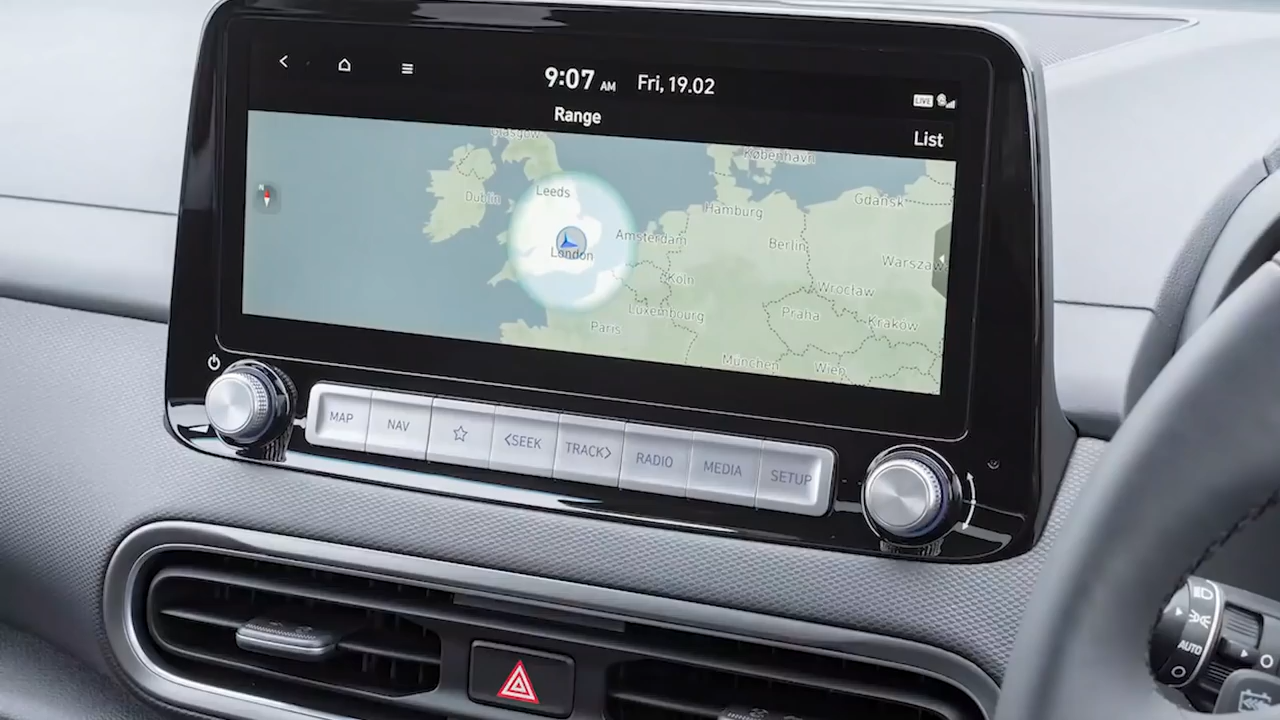 9:07 AM Fri, 19.02
LIVE
Range
List
Glasgow
København
Leeds
Dublin
Hamburg
Gdańsk
Amsterdam
Berlin
London
Warszaw
Köln
Wrocław
Luxembourg
Praha
Kraków
Paris
München
Wien
N
MAP NAV <SEEK TRACK> RADIO MEDIA SETUP
AUTO